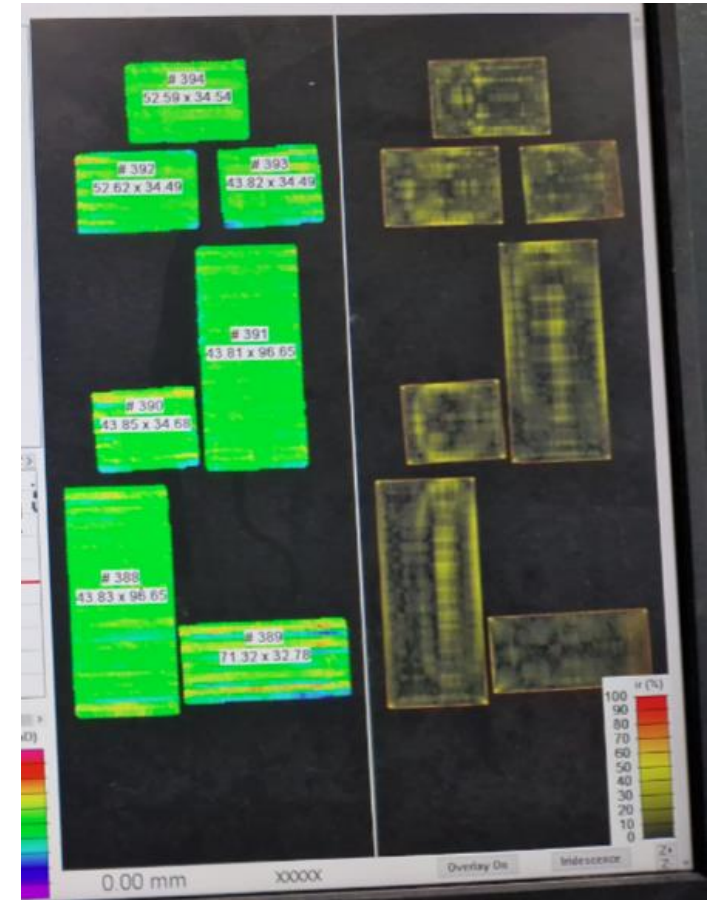 # 394
52.59 x 34.54
# 392
52.62 x 34.49
# 393
43.82 x 34.49
# 391
43.81 x 96.65
# 390
43.85 x 34.68
# 388
43.83 x 96.65
# 389
71.32 x 32.78
ir (%)
100
90
80
70
60
50
40
30
20
10
0
Overlay On
Iridescence
Z+
Z-
0.00 mm
XXXXX